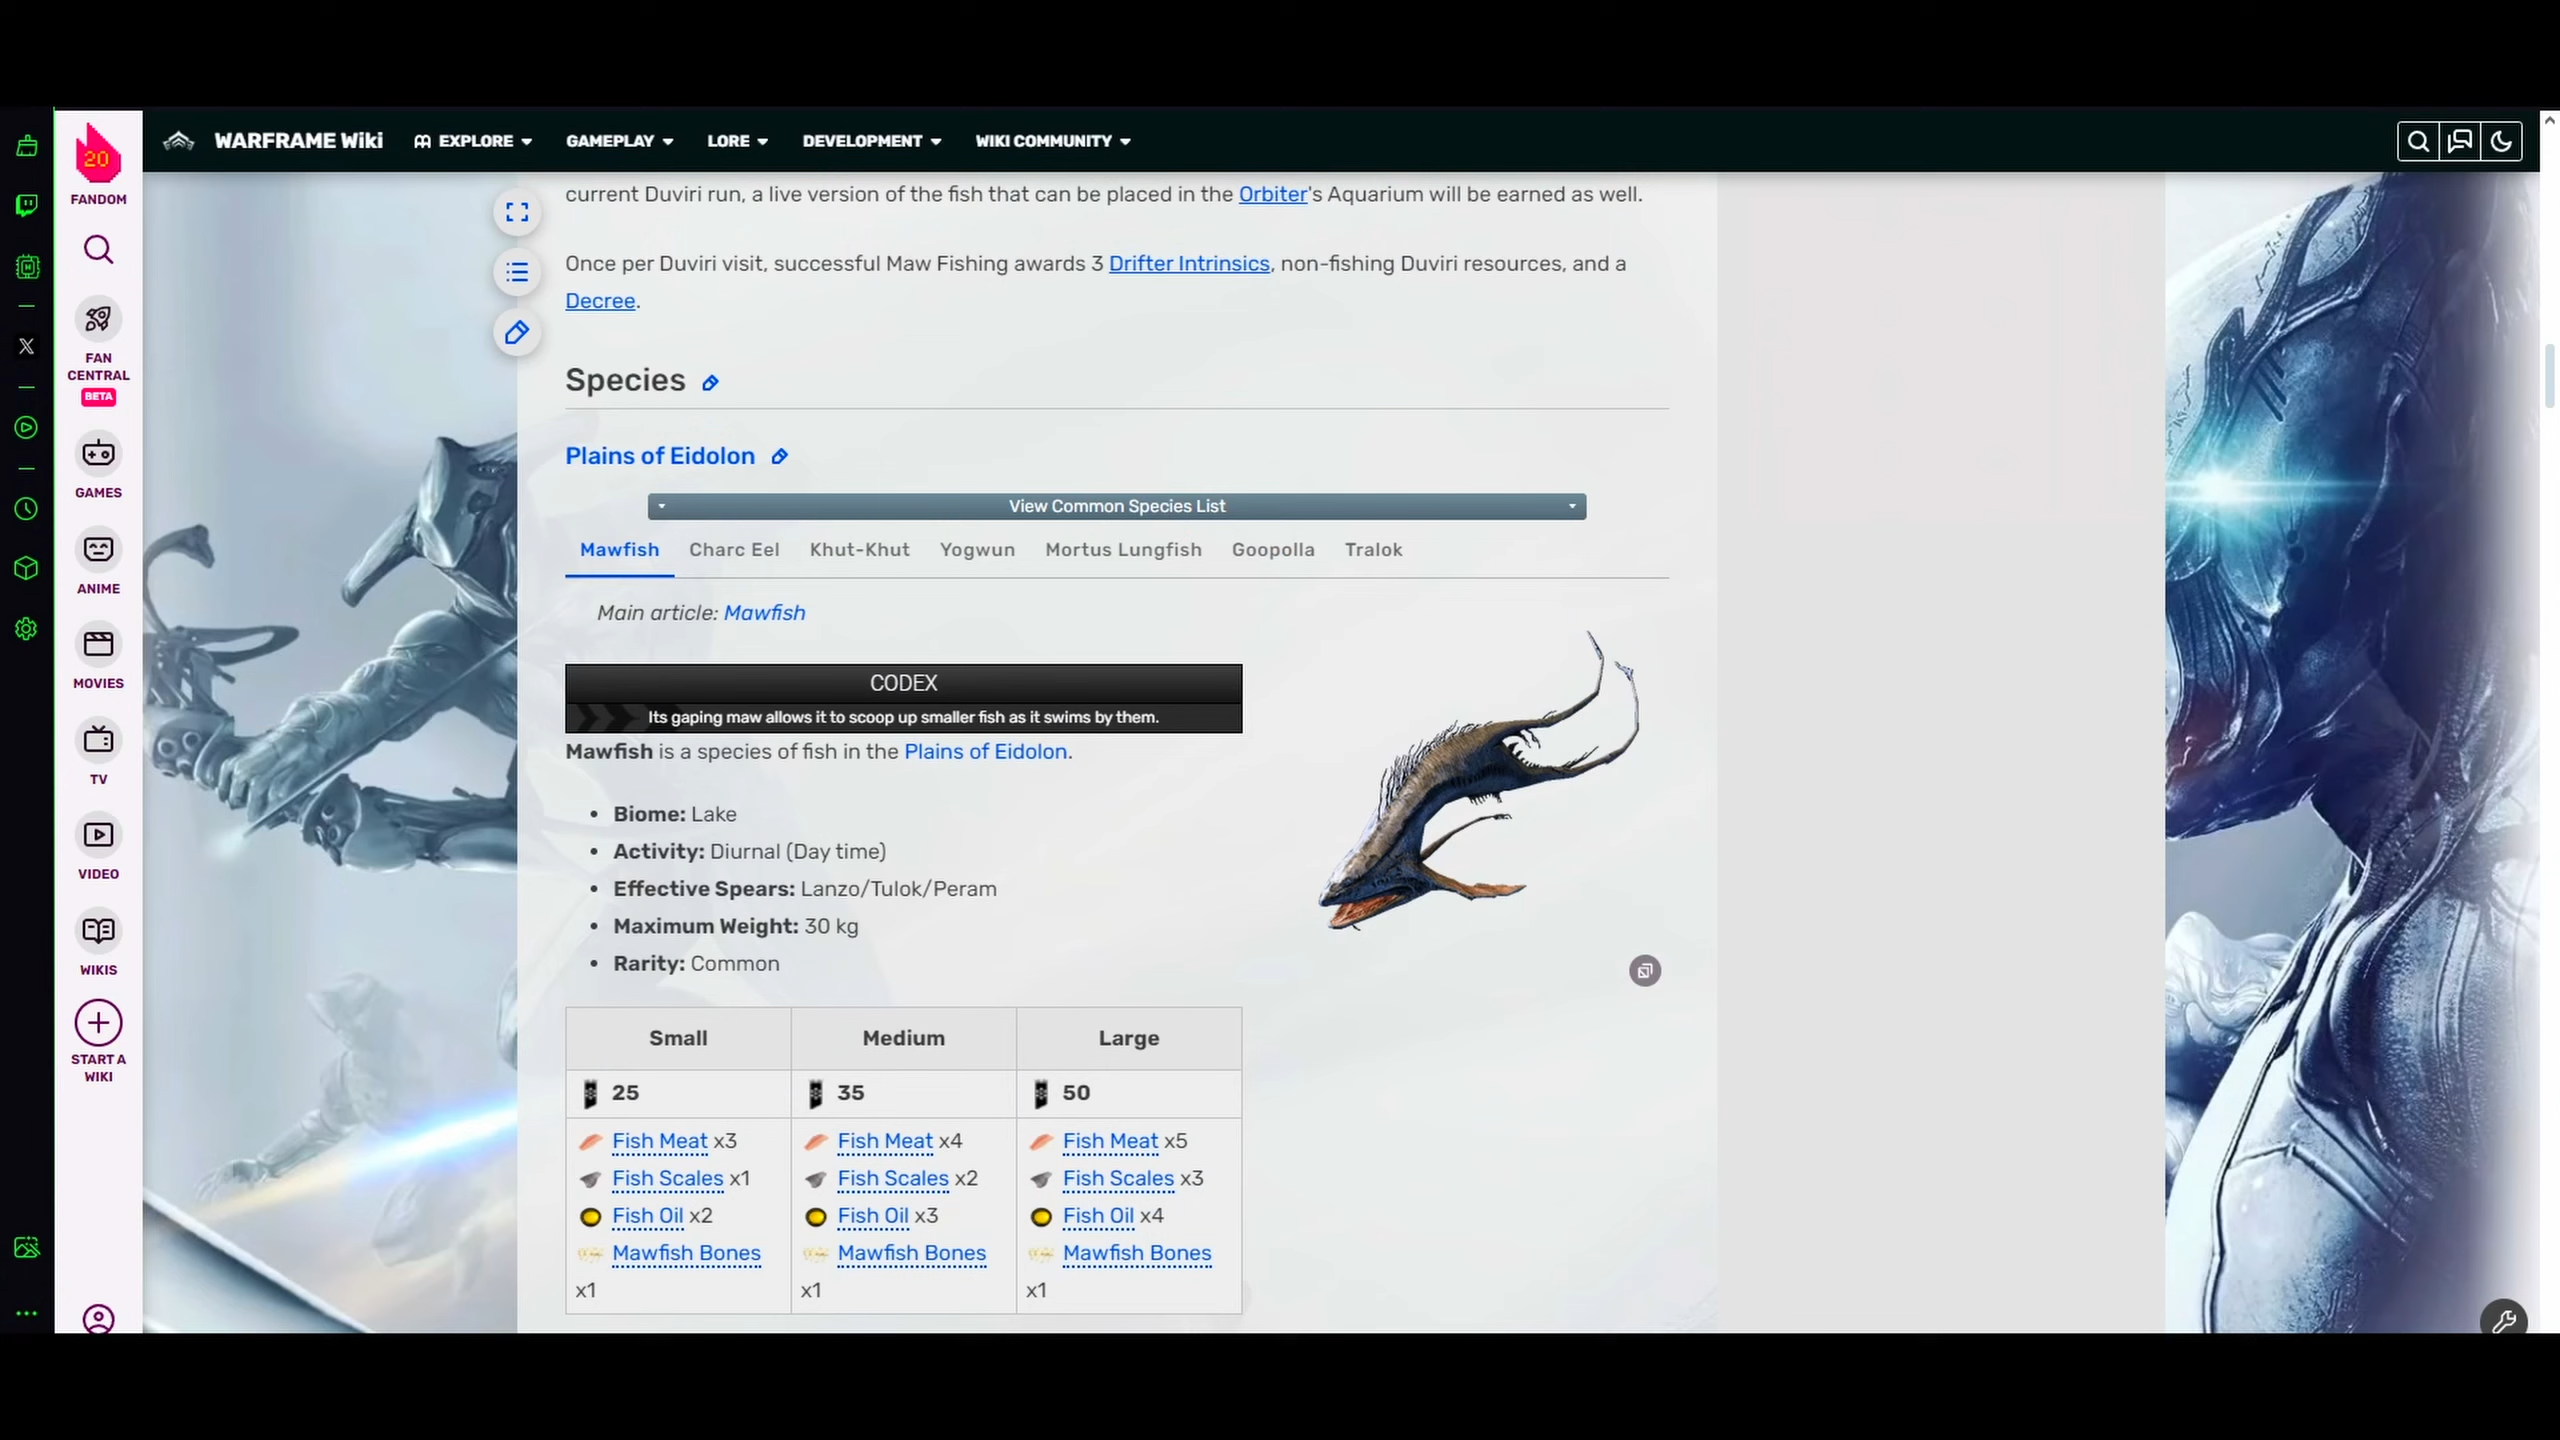 WARFRAME Wiki
EXPLORE
GAMEPLAY
LORE
DEVELOPMENT
WIKI COMMUNITY
20
FANDOM
FAN
CENTRAL
BETA
GAMES
ANIME
MOVIES
TV
VIDEO
WIKIS
START A
WIKI
current Duviri run, a live version of the fish that can be placed in the Orbiter's Aquarium will be earned as well.
Once per Duviri visit, successful Maw Fishing awards 3 Drifter Intrinsics, non-fishing Duviri resources, and a
Decree.
Species
Plains of Eidolon
View Common Species List
Mawfish Charc Eel Khut-Khut Yogwun Mortus Lungfish Goopolla Tralok
Main article: Mawfish
CODEX
Its gaping maw allows it to scoop up smaller fish as it swims by them.
Mawfish is a species of fish in the Plains of Eidolon.
• Biome: Lake
• Activity: Diurnal (Day time)
• Effective Spears: Lanzo/Tulok/Peram
• Maximum Weight: 30 kg
• Rarity: Common
Small Medium Large
25 35 50
Fish Meat x3 Fish Meat x4 Fish Meat x5
Fish Scales x1 Fish Scales x2 Fish Scales x3
Fish Oil x2 Fish Oil x3 Fish Oil x4
Mawfish Bones Mawfish Bones Mawfish Bones
x1 x1 x1